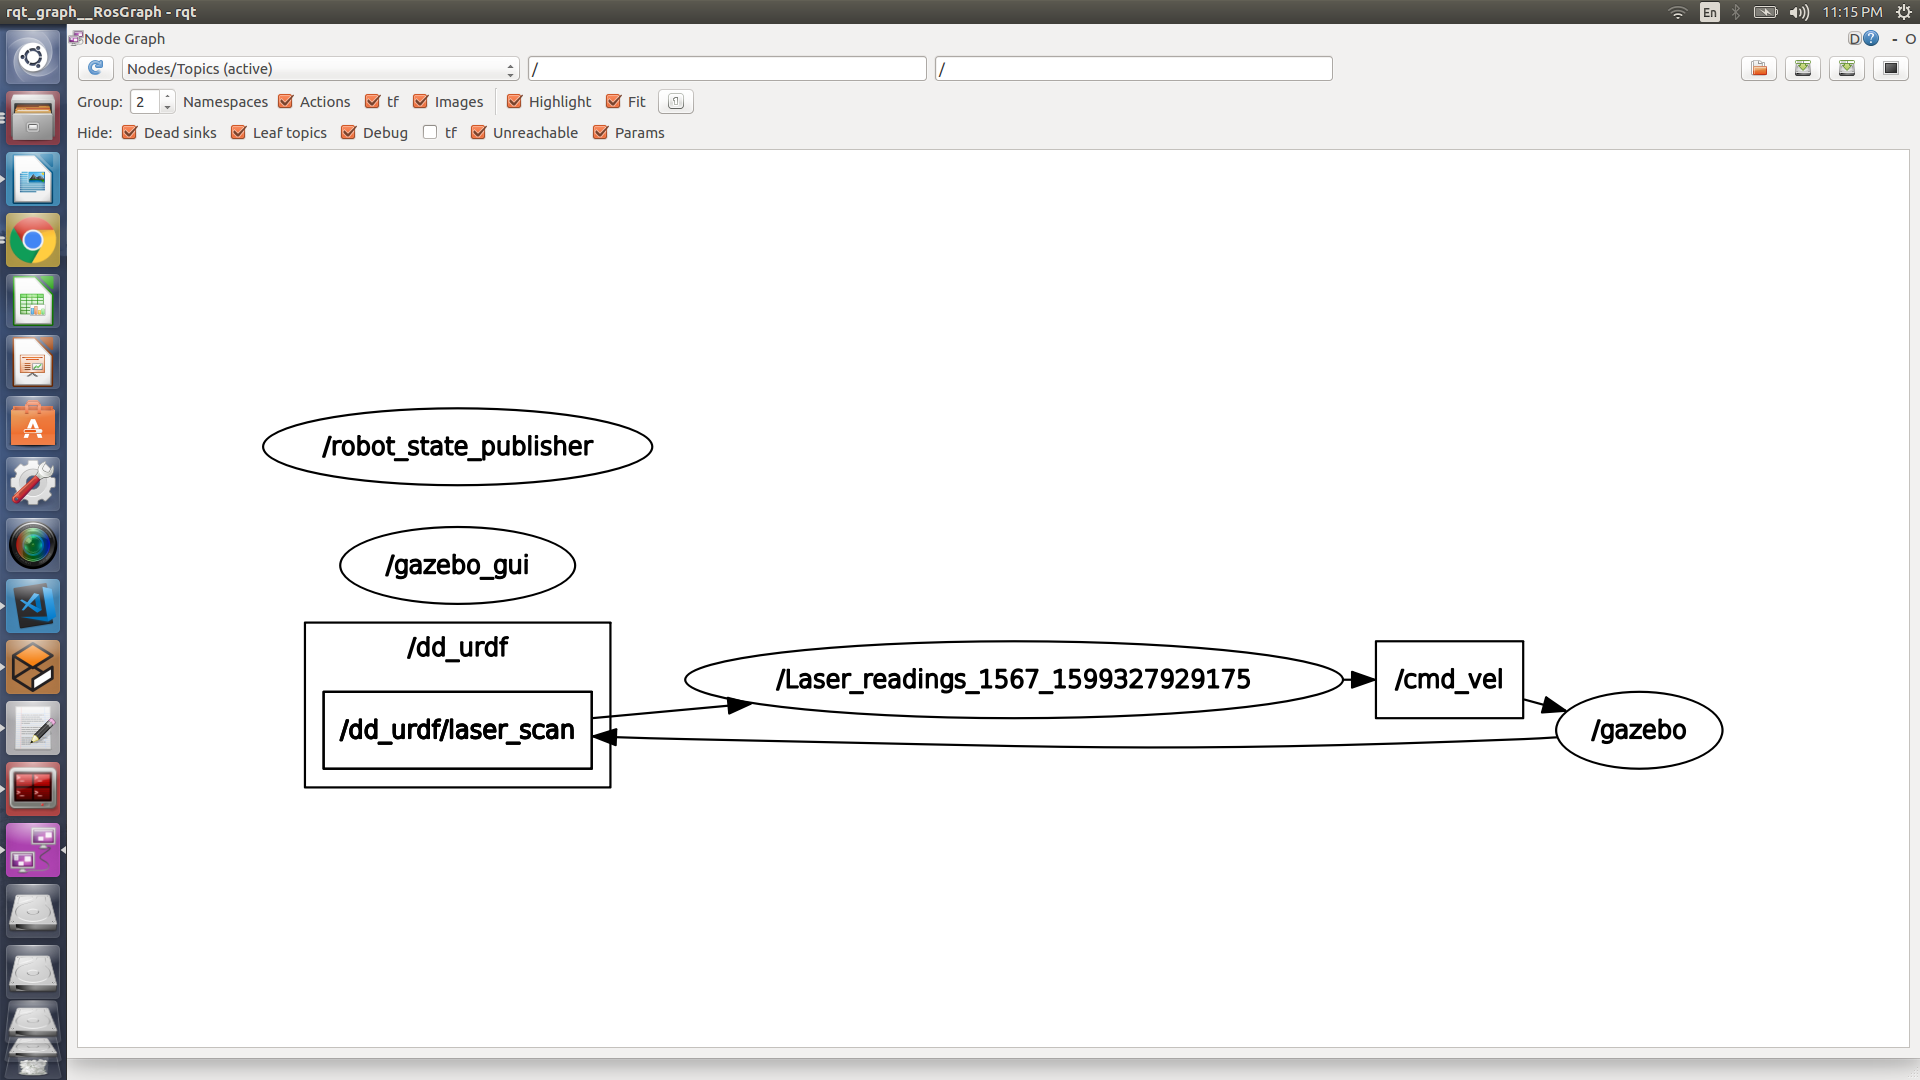 rqt_graph__RosGraph - rqt
En 11:15 PM
Node Graph
D ? - O
Nodes/Topics (active) / /
Group: 2 Namespaces Actions tf Images Highlight Fit
Hide: Dead sinks Leaf topics Debug tf Unreachable Params
/robot_state_publisher
/gazebo_gui
/dd_urdf
/Laser_readings_1567_1599327929175
/cmd_vel
/dd_urdf/laser_scan
/gazebo